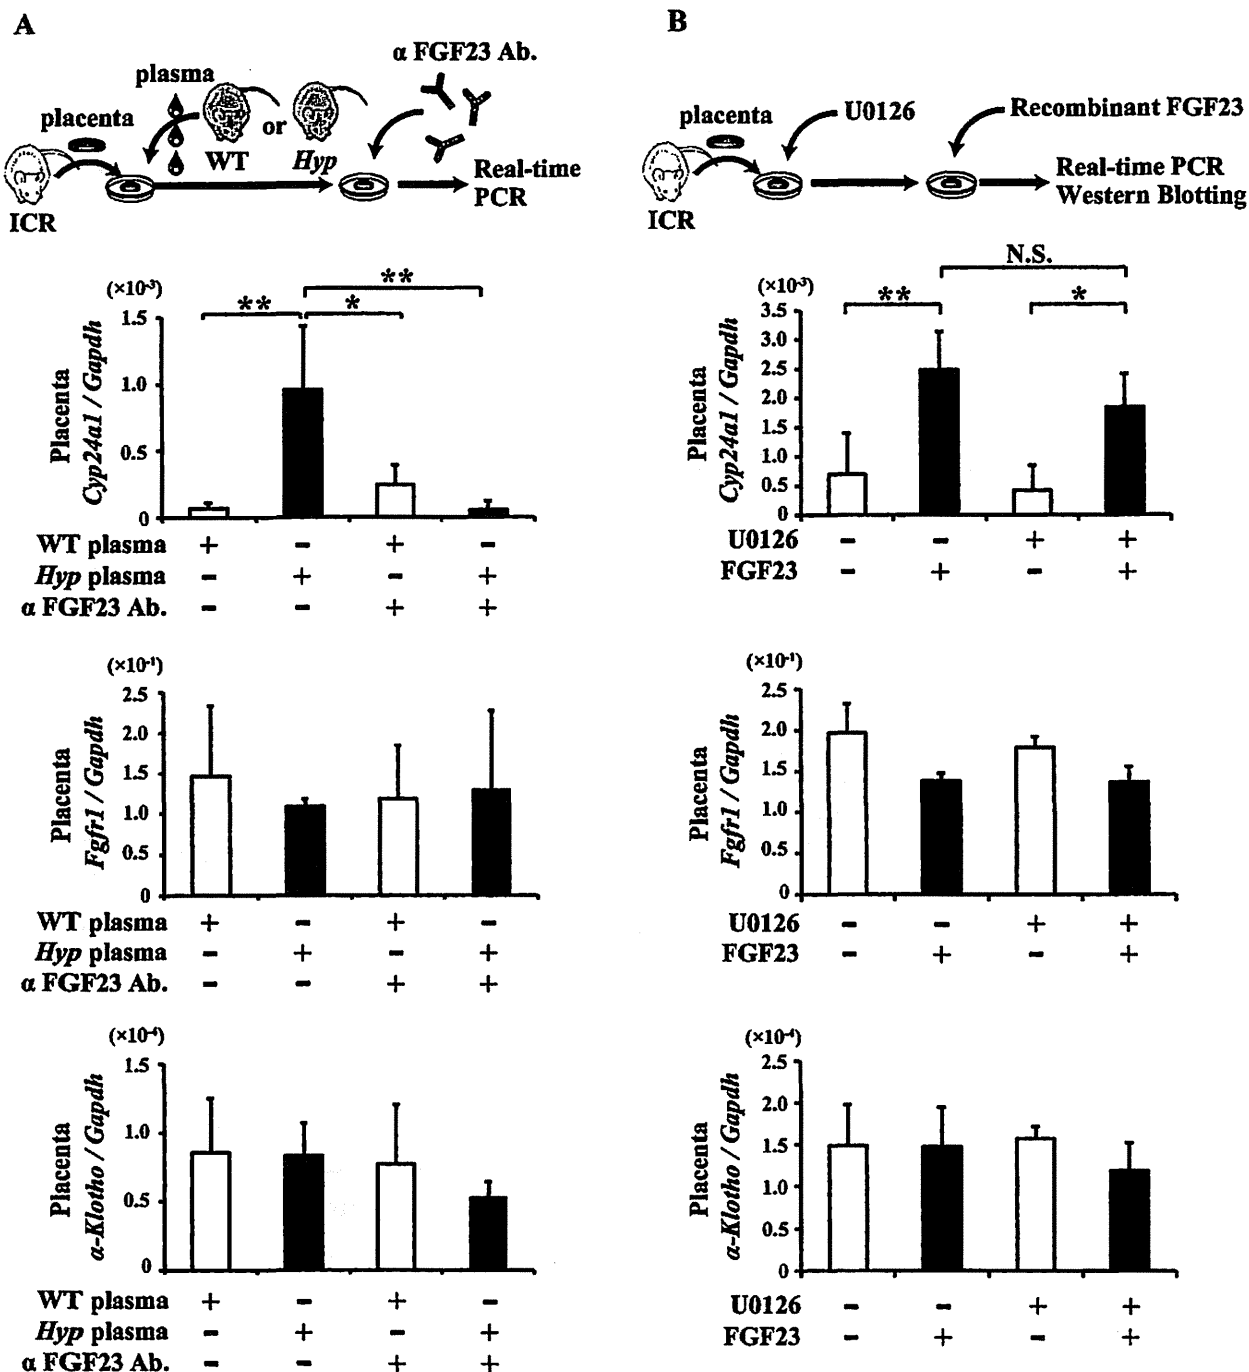 A
B
α FGF23 Ab.
plasma
placenta
or
WT
Hyp
ICR
Real-time
PCR
placenta
U0126
Recombinant FGF23
ICR
Real-time PCR
Western Blotting
(×10⁻³)
** * **
Placenta
Cyp24a1 / Gapdh
1.5
1.0
0.5
0
WT plasma + - + -
Hyp plasma - + - +
α FGF23 Ab. - - + +
(×10⁻³)
N.S.
** *
Placenta
Cyp24a1 / Gapdh
3.5
3.0
2.5
2.0
1.5
1.0
0.5
0
U0126 - - + +
FGF23 - + - +
(×10⁻¹)
Placenta
Fgfr1 / Gapdh
2.5
2.0
1.5
1.0
0.5
0
WT plasma + - + -
Hyp plasma - + - +
α FGF23 Ab. - - + +
(×10⁻¹)
Placenta
Fgfr1 / Gapdh
2.5
2.0
1.5
1.0
0.5
0
U0126 - - + +
FGF23 - + - +
(×10⁻⁴)
Placenta
α-Klotho / Gapdh
1.5
1.0
0.5
0
WT plasma + - + -
Hyp plasma - + - +
α FGF23 Ab. - - + +
(×10⁻⁴)
Placenta
α-Klotho / Gapdh
2.5
2.0
1.5
1.0
0.5
0
U0126 - - + +
FGF23 - + - +